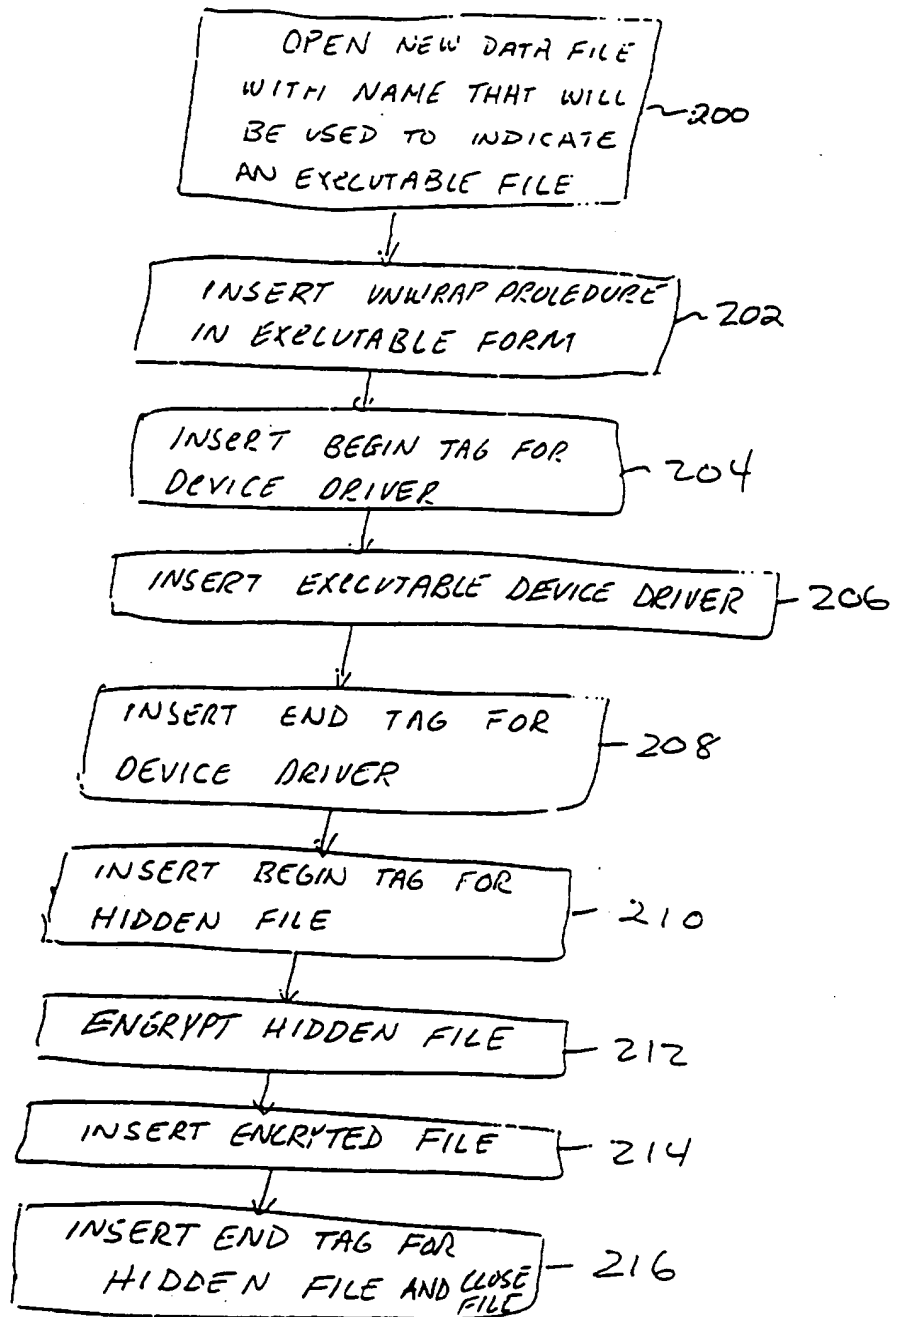 OPEN NEW DATA FILE
WITH NAME THAT WILL
BE USED TO INDICATE
AN EXECUTABLE FILE
200
INSERT UNWRAP PROCEDURE
IN EXECUTABLE FORM
202
INSERT BEGIN TAG FOR
DEVICE DRIVER
204
INSERT EXECUTABLE DEVICE DRIVER
206
INSERT END TAG FOR
DEVICE DRIVER
208
INSERT BEGIN TAG FOR
HIDDEN FILE
210
ENGRYPT HIDDEN FILE
212
INSERT ENCRYTED FILE
214
INSERT END TAG FOR
HIDDEN FILE AND CLOSE
FILE
216